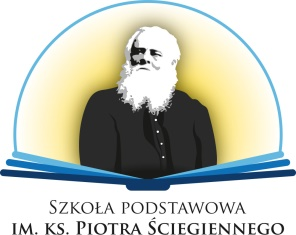 Szkoła podstawowa
im. ks. Piotra Ściegiennego